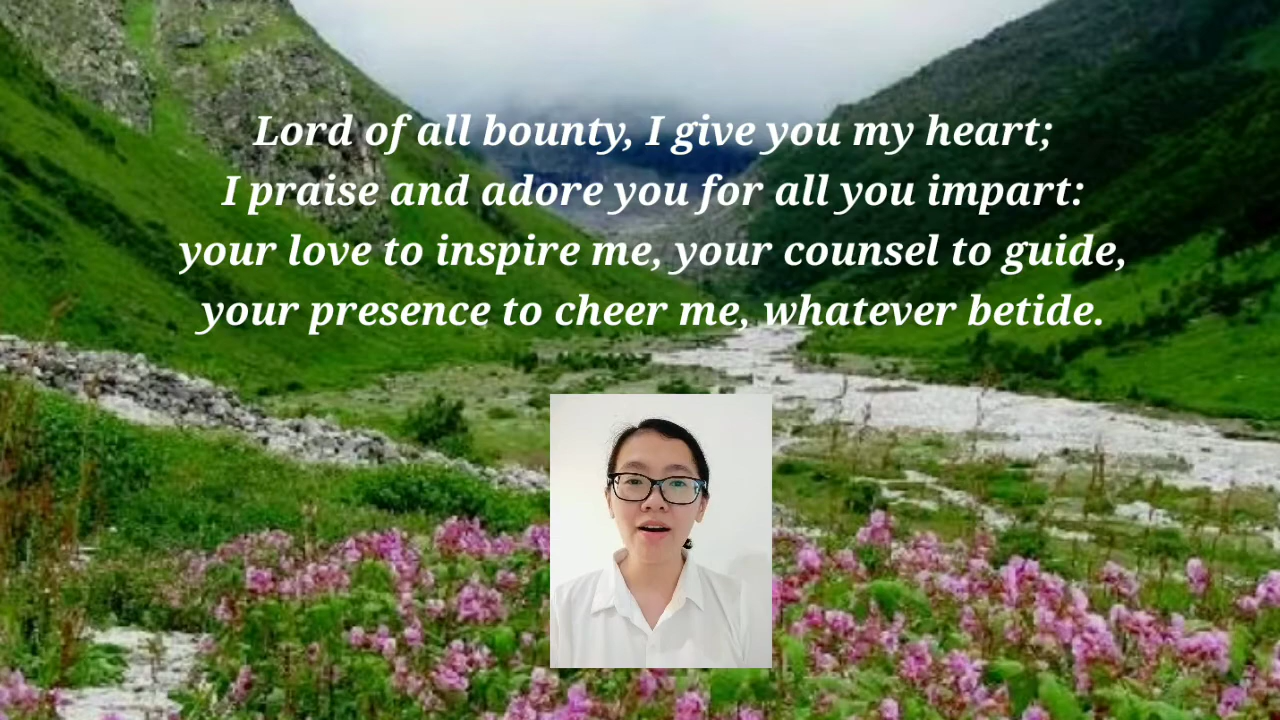 Lord of all bounty, I give you my heart;
I praise and adore you for all you impart:
your love to inspire me, your counsel to guide,
your presence to cheer me, whatever betide.